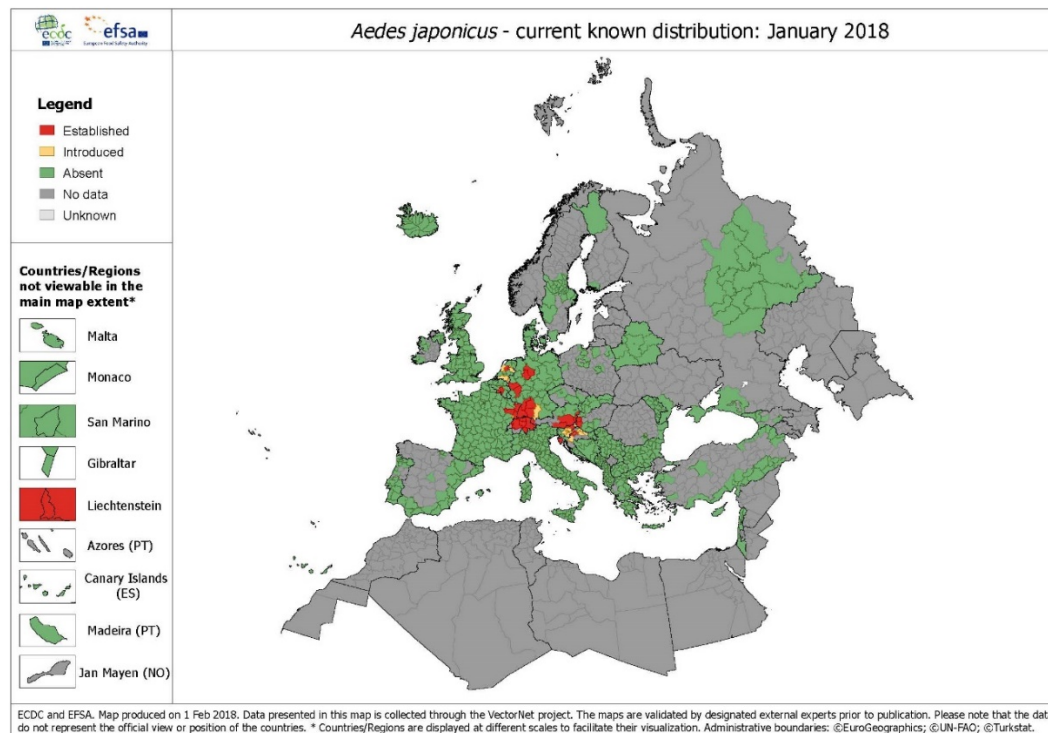 ecdc
efsa
European Food Safety Authority
Aedes japonicus - current known distribution: January 2018
Legend
Established
Introduced
Absent
No data
Unknown
Countries/Regions
not viewable in the
main map extent*
Malta
Monaco
San Marino
Gibraltar
Liechtenstein
Azores (PT)
Canary Islands
(ES)
Madeira (PT)
Jan Mayen (NO)
ECDC and EFSA. Map produced on 1 Feb 2018. Data presented in this map is collected through the VectorNet project. The maps are validated by designated external experts prior to publication. Please note that the dat
do not represent the official view or position of the countries. * Countries/Regions are displayed at different scales to facilitate their visualization. Administrative boundaries: ©EuroGeographics; ©UN-FAO; ©Turkstat.